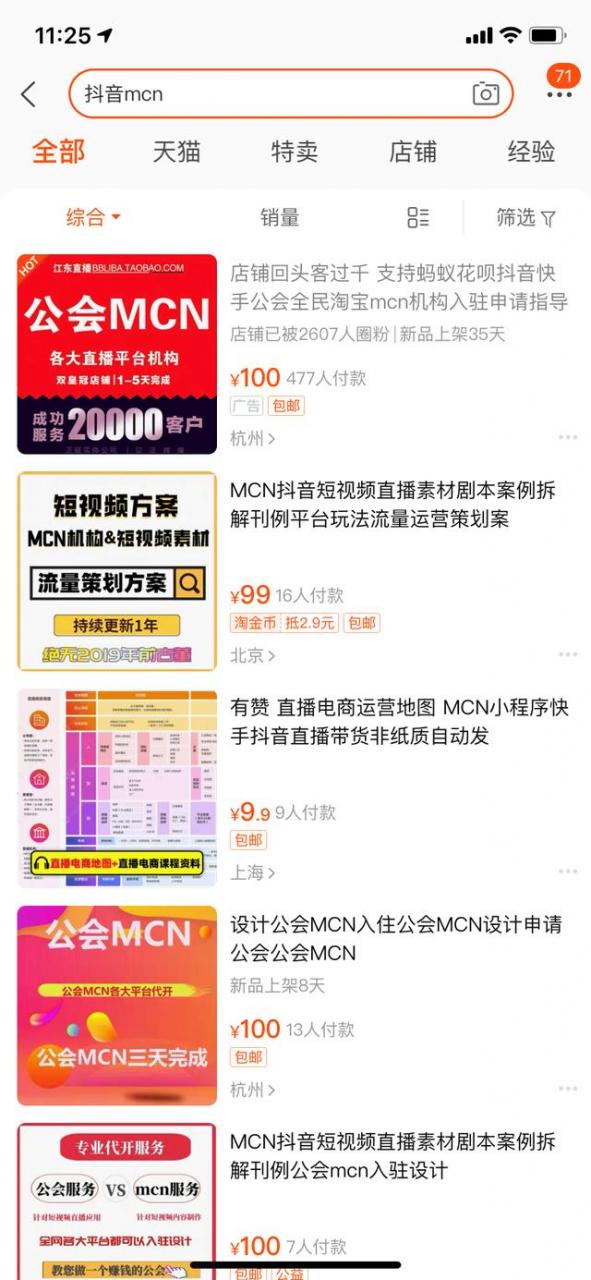 11:25
71
抖音mcn
全部
天猫
特卖
店铺
经验
综合
销量
筛选
HOT
江东直播BBLIBA.TAOBAO.COM
公会MCN
各大直播平台机构
双皇冠店铺|1-5天完成
成功服务20000客户
店铺回头客过千 支持蚂蚁花呗抖音快
手公会全民淘宝mcn机构入驻申请指导
店铺已被2607人圈粉|新品上架35天
¥100 477人付款
广告 包邮
杭州>
短视频方案
MCN机构&短视频素材
流量策划方案
持续更新1年
绝无2019年前古董
MCN抖音短视频直播素材剧本案例拆
解刊例平台玩法流量运营策划案
¥99 16人付款
淘金币 抵2.9元 包邮
北京>
直播电商地图+直播电商课程资料
有赞 直播电商运营地图 MCN小程序快
手抖音直播带货非纸质自动发
¥9.9 9人付款
包邮
上海>
公会MCN
公会MCN各大平台代开
公会MCN三天完成
设计公会MCN入住公会MCN设计申请
公会公会MCN
新品上架8天
¥100 13人付款
包邮
杭州>
专业代开服务
公会服务 VS mcn服务
针对短视频直播应用 针对短视频内容制作
全网各大平台都可以入驻设计
教您做一个赚钱的公会
MCN抖音短视频直播素材剧本案例拆
解刊例公会mcn入驻设计
¥100 7人付款
包邮 公益